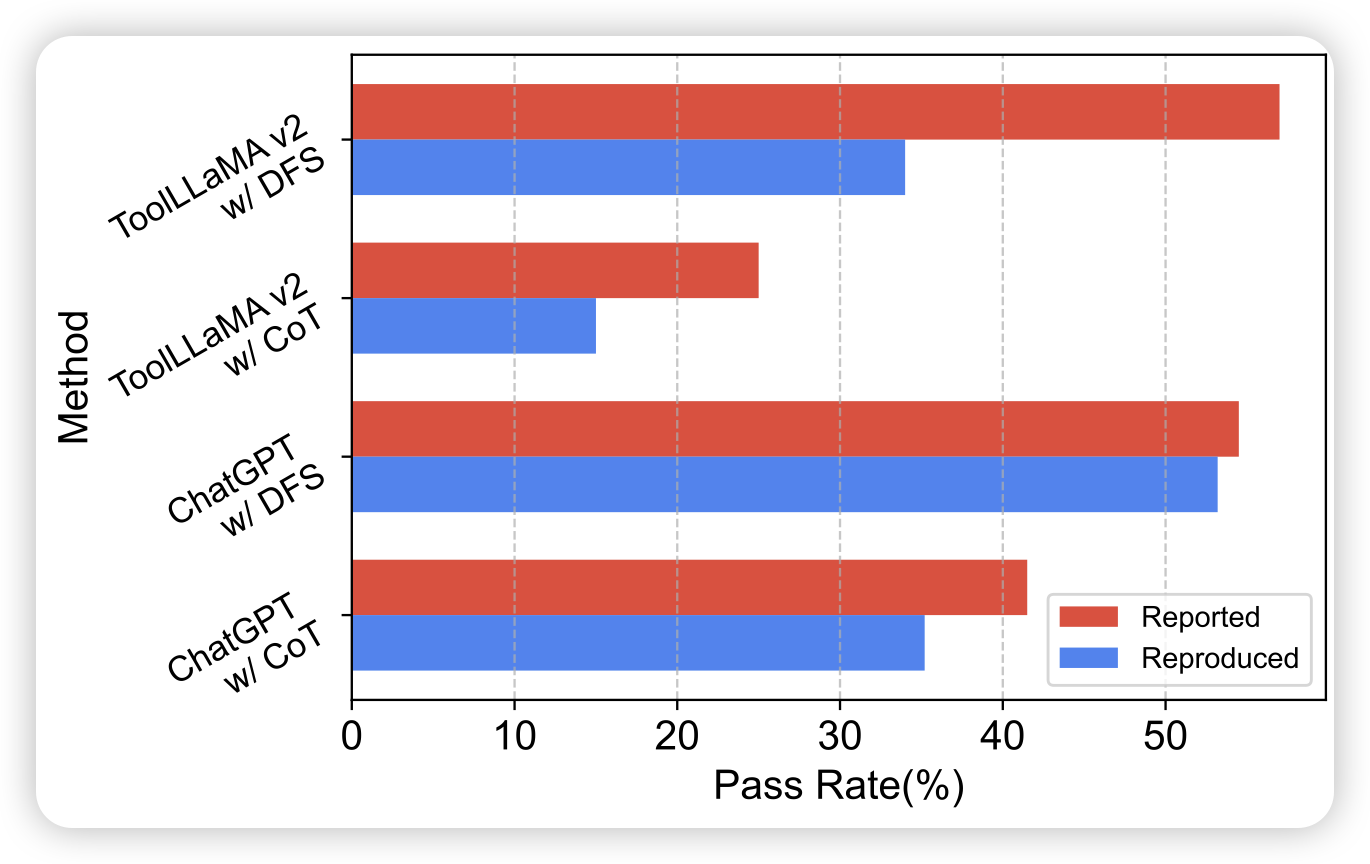 ToolLLaMA v2
w/ DFS
ToolLLaMA v2
w/ CoT
ChatGPT
w/ DFS
ChatGPT
w/ CoT
Method
Reported
Reproduced
0 10 20 30 40 50
Pass Rate(%)